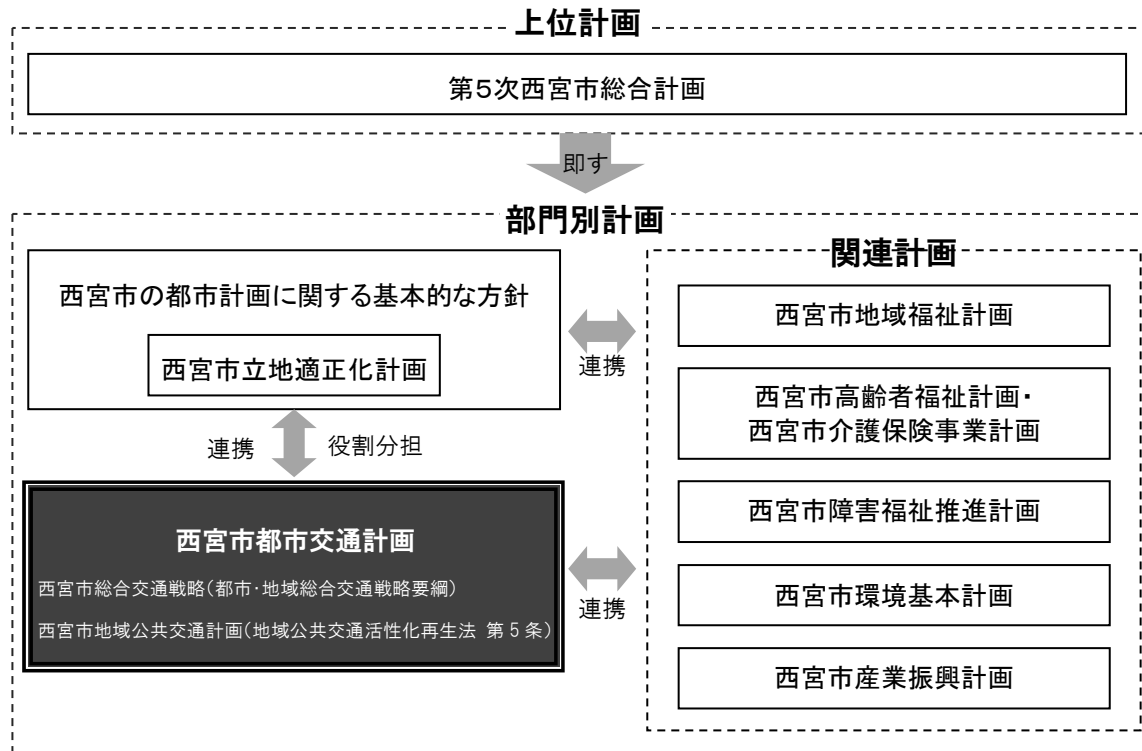 上位計画
第5次西宮市総合計画
即す
部門別計画
西宮市の都市計画に関する基本的な方針
西宮市立地適正化計画
連携
役割分担
西宮市都市交通計画
西宮市総合交通戦略(都市・地域総合交通戦略要綱)
西宮市地域公共交通計画(地域公共交通活性化再生法 第5条)
連携
連携
関連計画
西宮市地域福祉計画
西宮市高齢者福祉計画・
西宮市介護保険事業計画
西宮市障害福祉推進計画
西宮市環境基本計画
西宮市産業振興計画